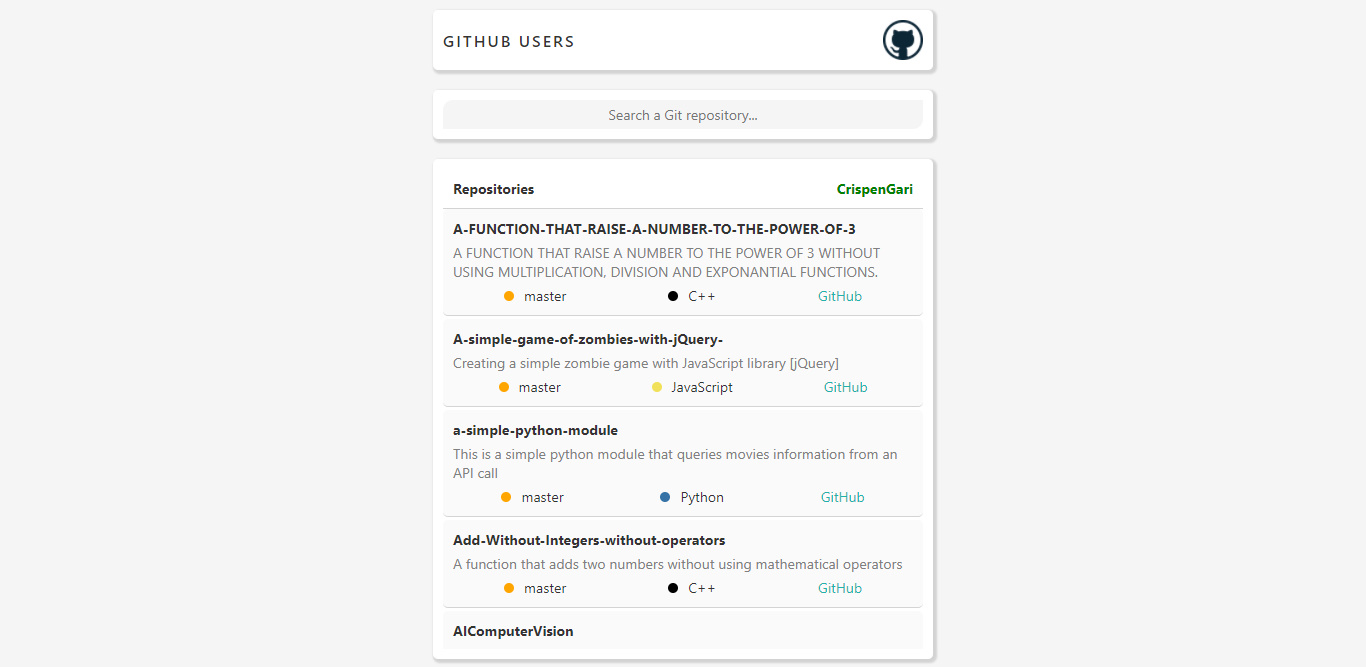 GITHUB USERS
Search a Git repository...
Repositories CrispenGari
A-FUNCTION-THAT-RAISE-A-NUMBER-TO-THE-POWER-OF-3
A FUNCTION THAT RAISE A NUMBER TO THE POWER OF 3 WITHOUT
USING MULTIPLICATION, DIVISION AND EXPONANTIAL FUNCTIONS.
master C++ GitHub
A-simple-game-of-zombies-with-jQuery-
Creating a simple zombie game with JavaScript library [jQuery]
master JavaScript GitHub
a-simple-python-module
This is a simple python module that queries movies information from an
API call
master Python GitHub
Add-Without-Integers-without-operators
A function that adds two numbers without using mathematical operators
master C++ GitHub
AIComputerVision